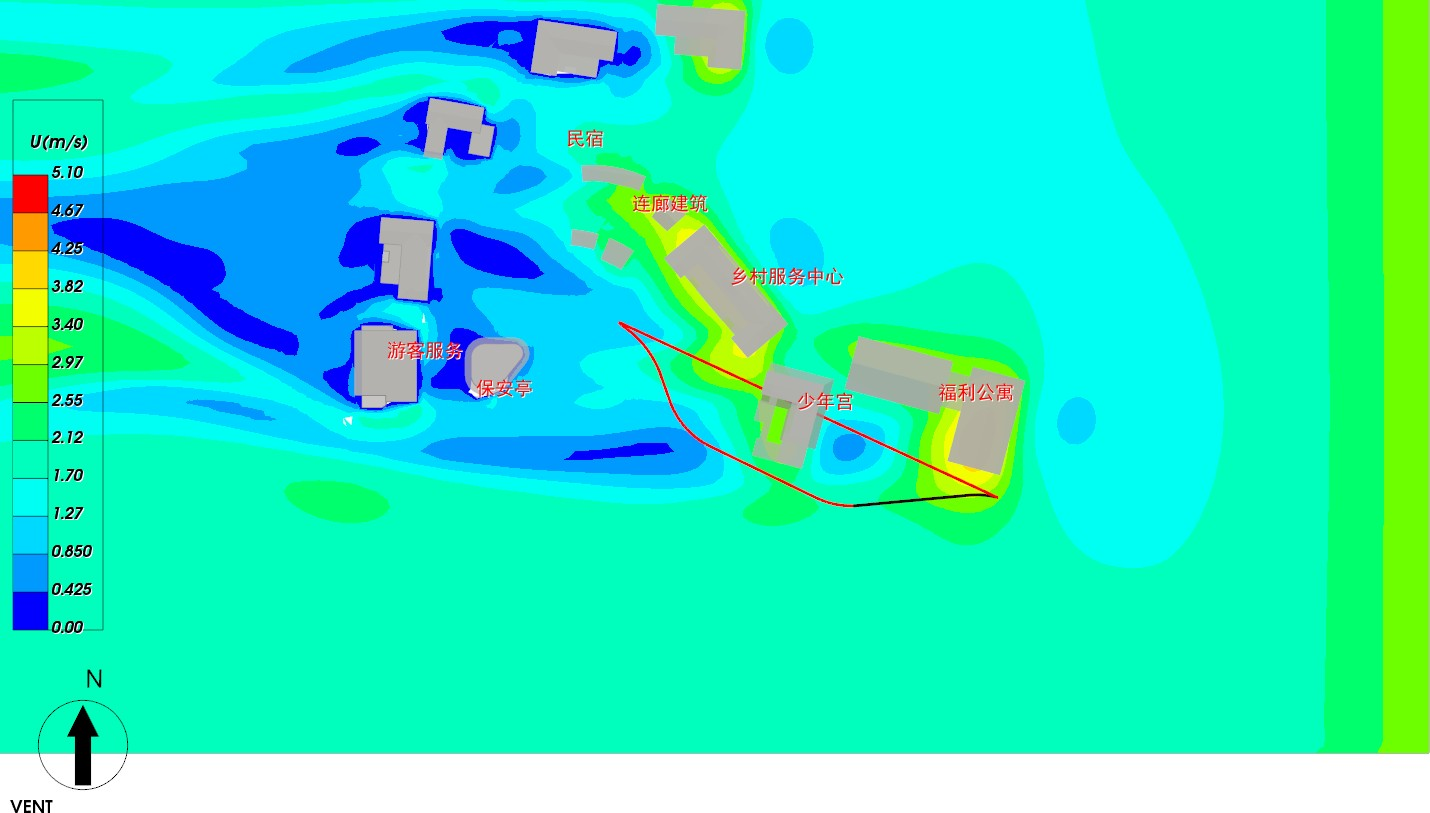 民宿
U(m/s)
5.10
连廊建筑
4.67
4.25
乡村服务中心
3.82
3.40
游客服务
2.97
保安亭
福利公寓
2.55
少年宫
2.12
1.70
1.27
0.850
0.425
0.00
N
VENT